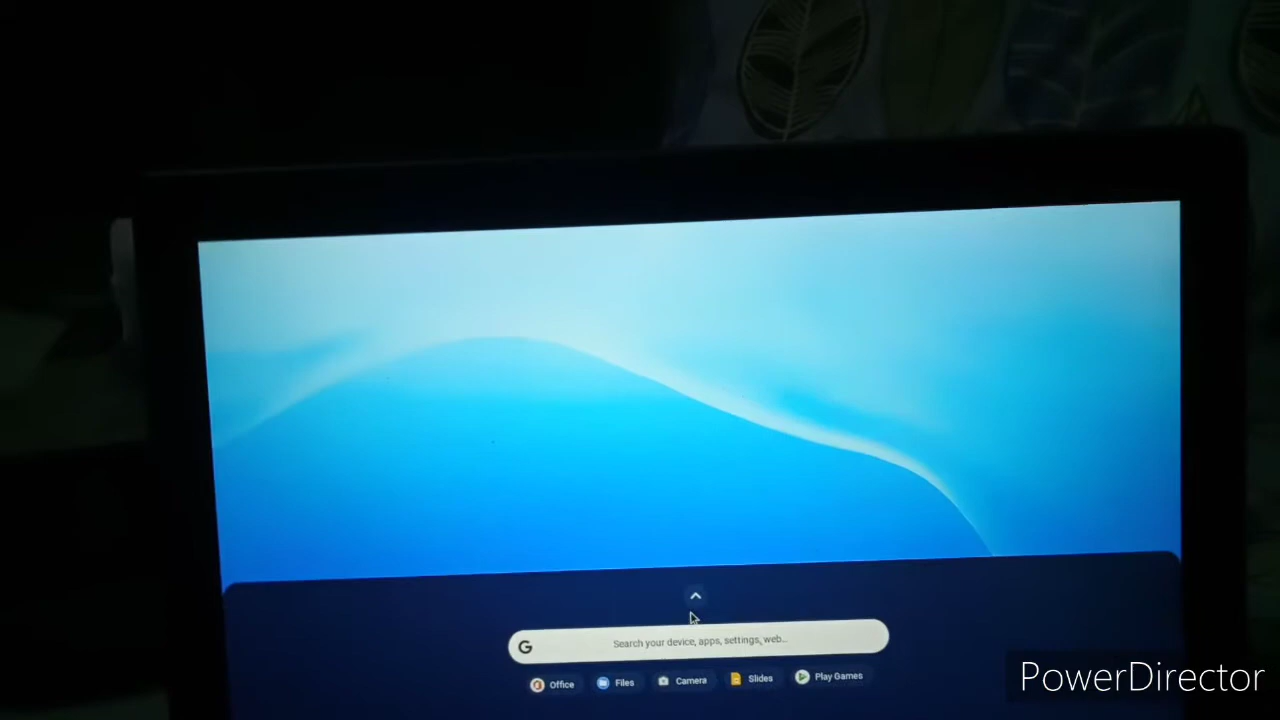 G Search your device, apps, settings, web...
Office Files Camera Slides Play Games
PowerDirector